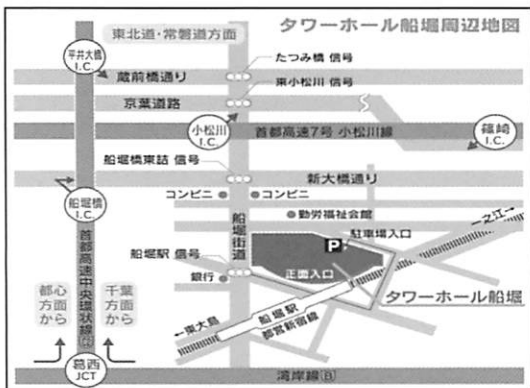 タワーホール船堀周辺地図
東北道・常磐道方面
平井大橋
I.C.
たつみ橋 信号
蔵前橋通り
東小松川 信号
京葉道路
小松川
I.C.
首都高速7号 小松川線
篠崎
I.C.
船堀橋東詰 信号
新大橋通り
コンビニ
コンビニ
船堀橋
I.C.
勤労福祉会館
船堀街道
一之江
駐車場入口
P
船堀駅 信号
正面入口
銀行
タワーホール船堀
首都高速中央環状線
都心
方面
から
千葉
方面
から
船堀駅
都営新宿線
東大島
葛西
JCT
湾岸線B